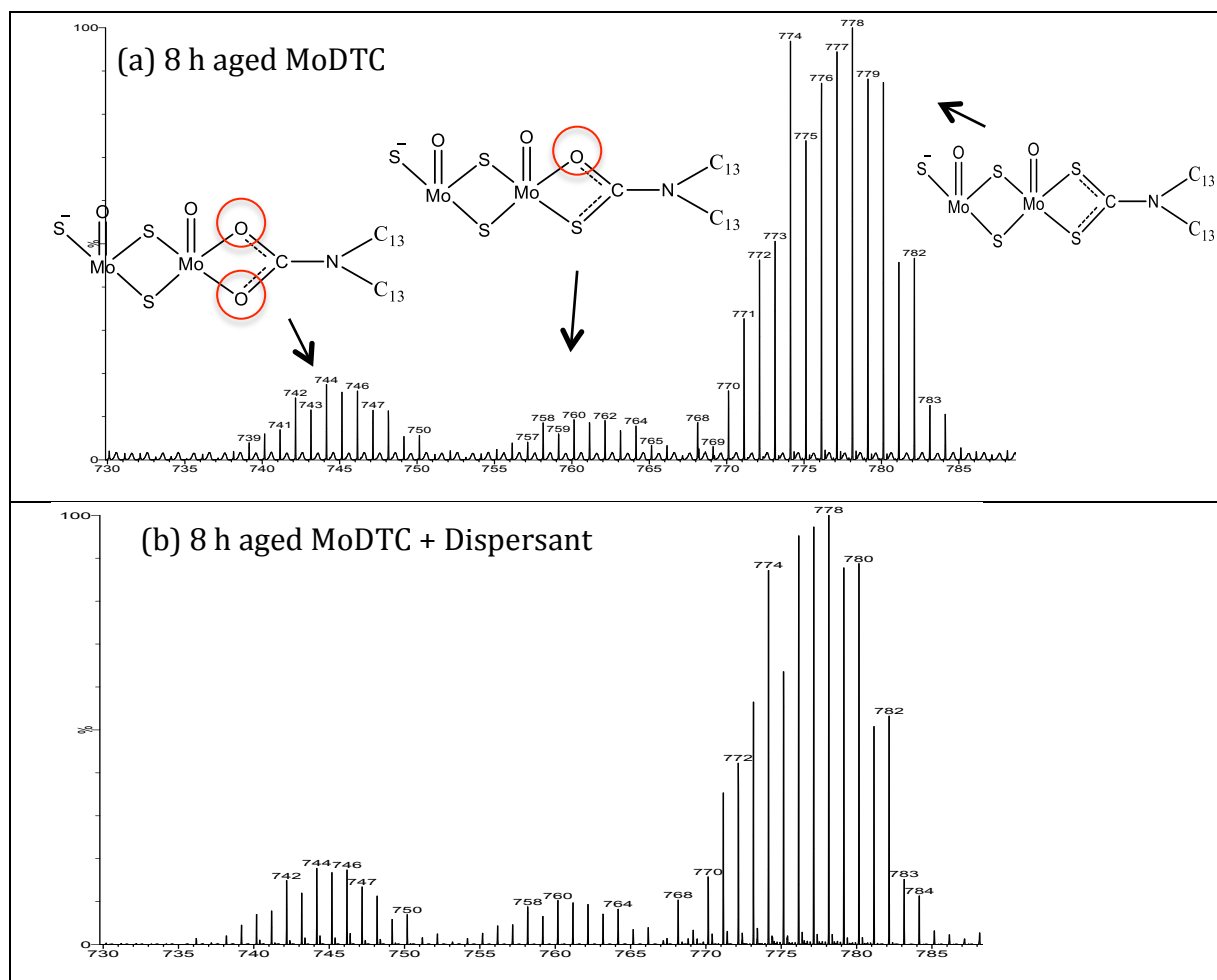 100
(a) 8 h aged MoDTC
778
774
777
776
779
775
773
772
782
771
770
783
768
769
744
742
746
743
747
741
739
750
760
762
758
764
759
757
765
S
-
O
Mo
S
S
O
Mo
O
O
C
N
C13
C13
S
-
O
Mo
S
S
O
Mo
O
S
C
N
C13
C13
S
-
O
Mo
S
S
O
Mo
S
S
C
N
C13
C13
%
0
730 735 740 745 750 755 760 765 770 775 780 785
100
(b) 8 h aged MoDTC + Dispersant
778
774
780
782
772
770
783
784
768
744
746
742
747
750
760
758
764
%
0
730 735 740 745 750 755 760 765 770 775 780 785